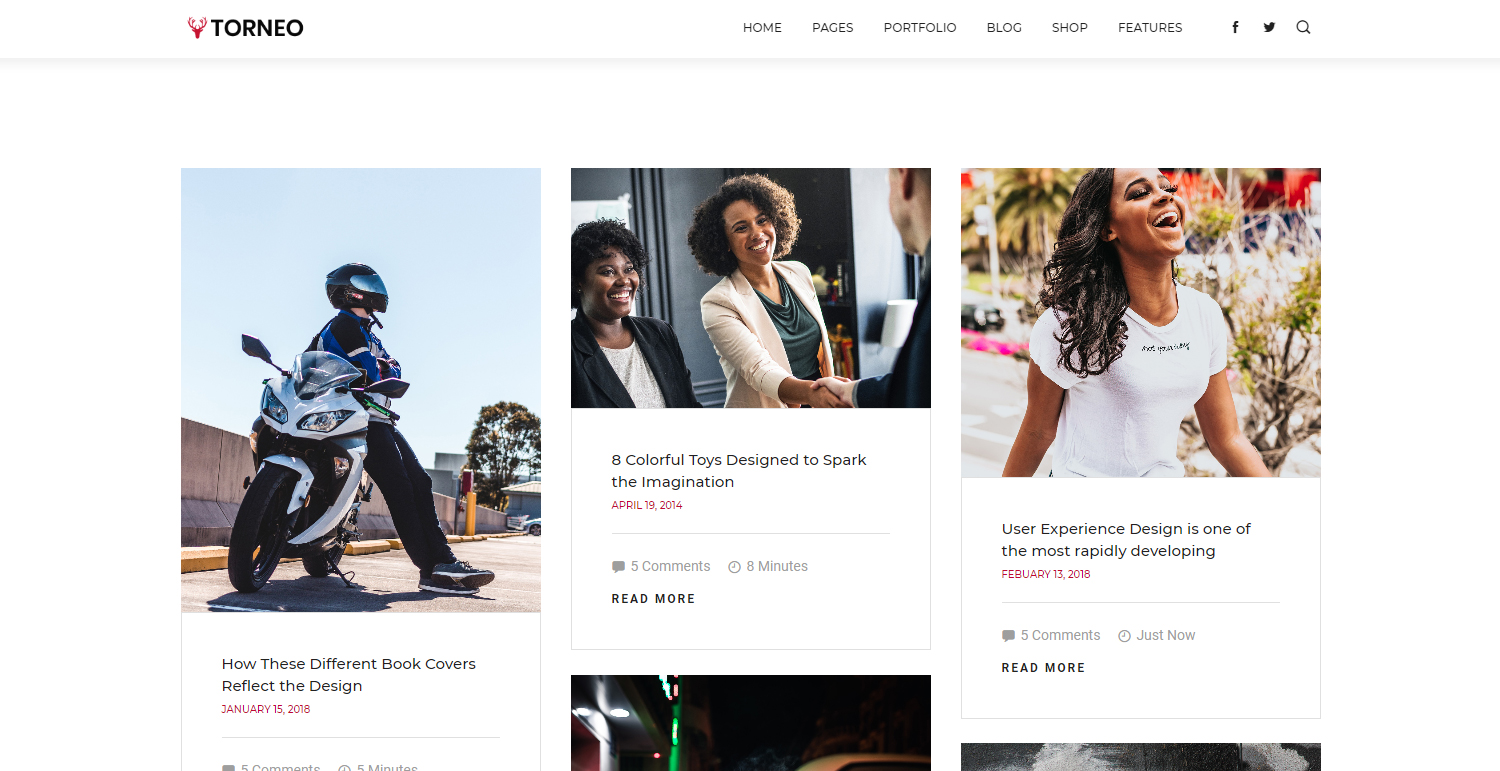 TORNEO
HOME PAGES PORTFOLIO BLOG SHOP FEATURES
How These Different Book Covers
Reflect the Design
JANUARY 15, 2018
5 Comments 5 Minutes
8 Colorful Toys Designed to Spark
the Imagination
APRIL 19, 2014
5 Comments 8 Minutes
READ MORE
User Experience Design is one of
the most rapidly developing
FEBUARY 13, 2018
5 Comments Just Now
READ MORE